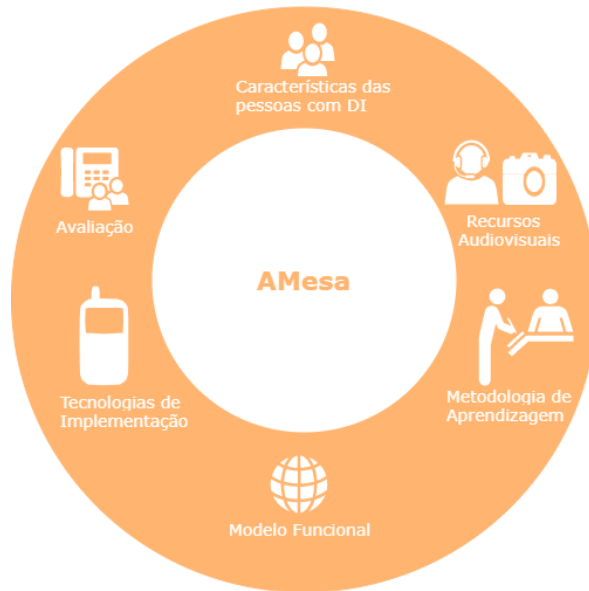 Características das
pessoas com DI
Recursos
Audiovisuais
Metodologia de
Aprendizagem
Modelo Funcional
Tecnologias de
Implementação
Avaliação
AMesa